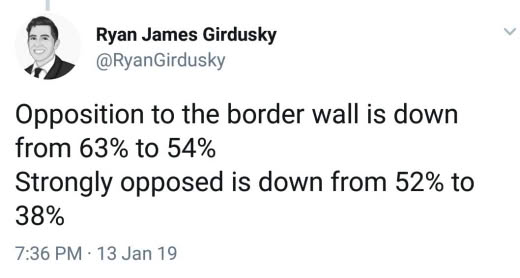 Ryan James Girdusky
@RyanGirdusky
Opposition to the border wall is down
from 63% to 54%
Strongly opposed is down from 52% to
38%
7:36 PM · 13 Jan 19